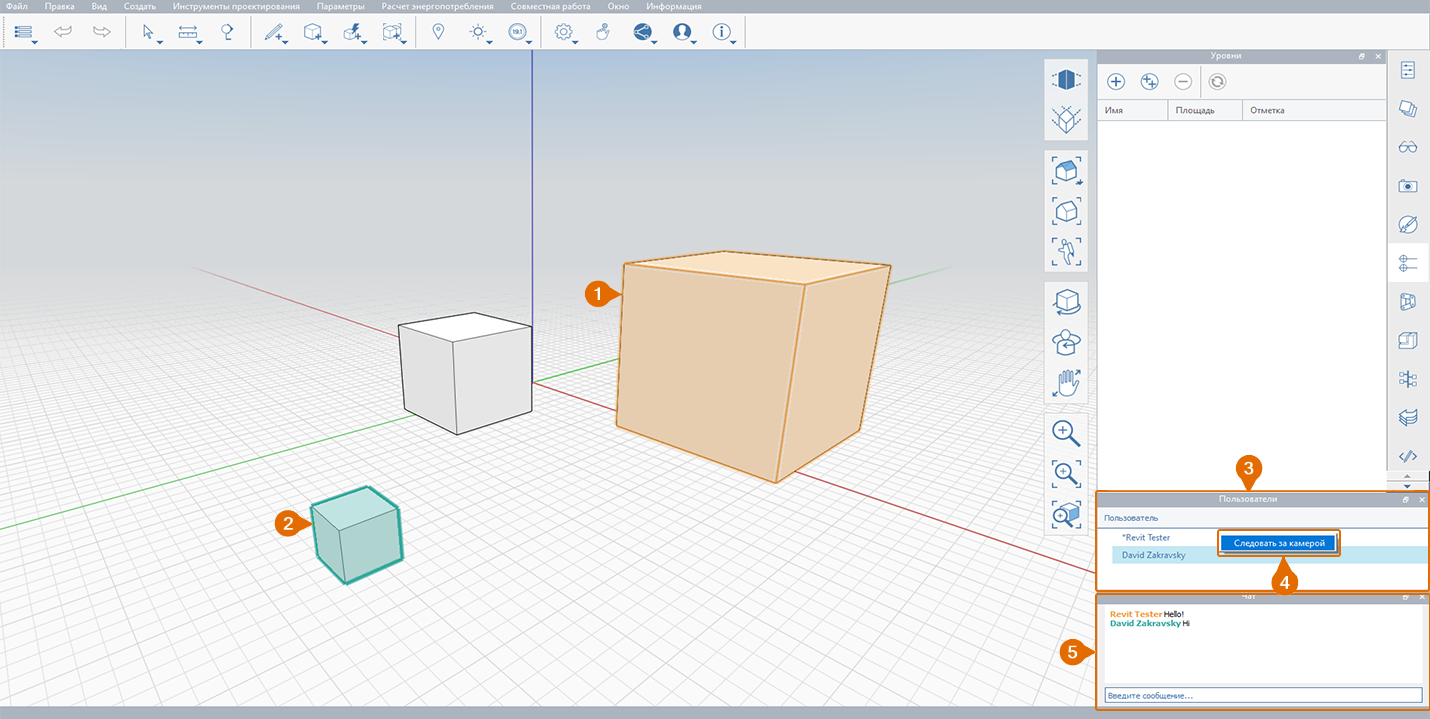 Файл Правка Вид Создать Инструменты проектирования Параметры Расчет энергопотребления Совместная работа Окно Информация
Уровни
Имя Площадь Отметка
1
2
3
Пользователи
Пользователь
*Revit Tester
Следовать за камерой
David Zakravsky
4
Чат
Revit Tester Hello!
David Zakravsky Hi
5
Введите сообщение...